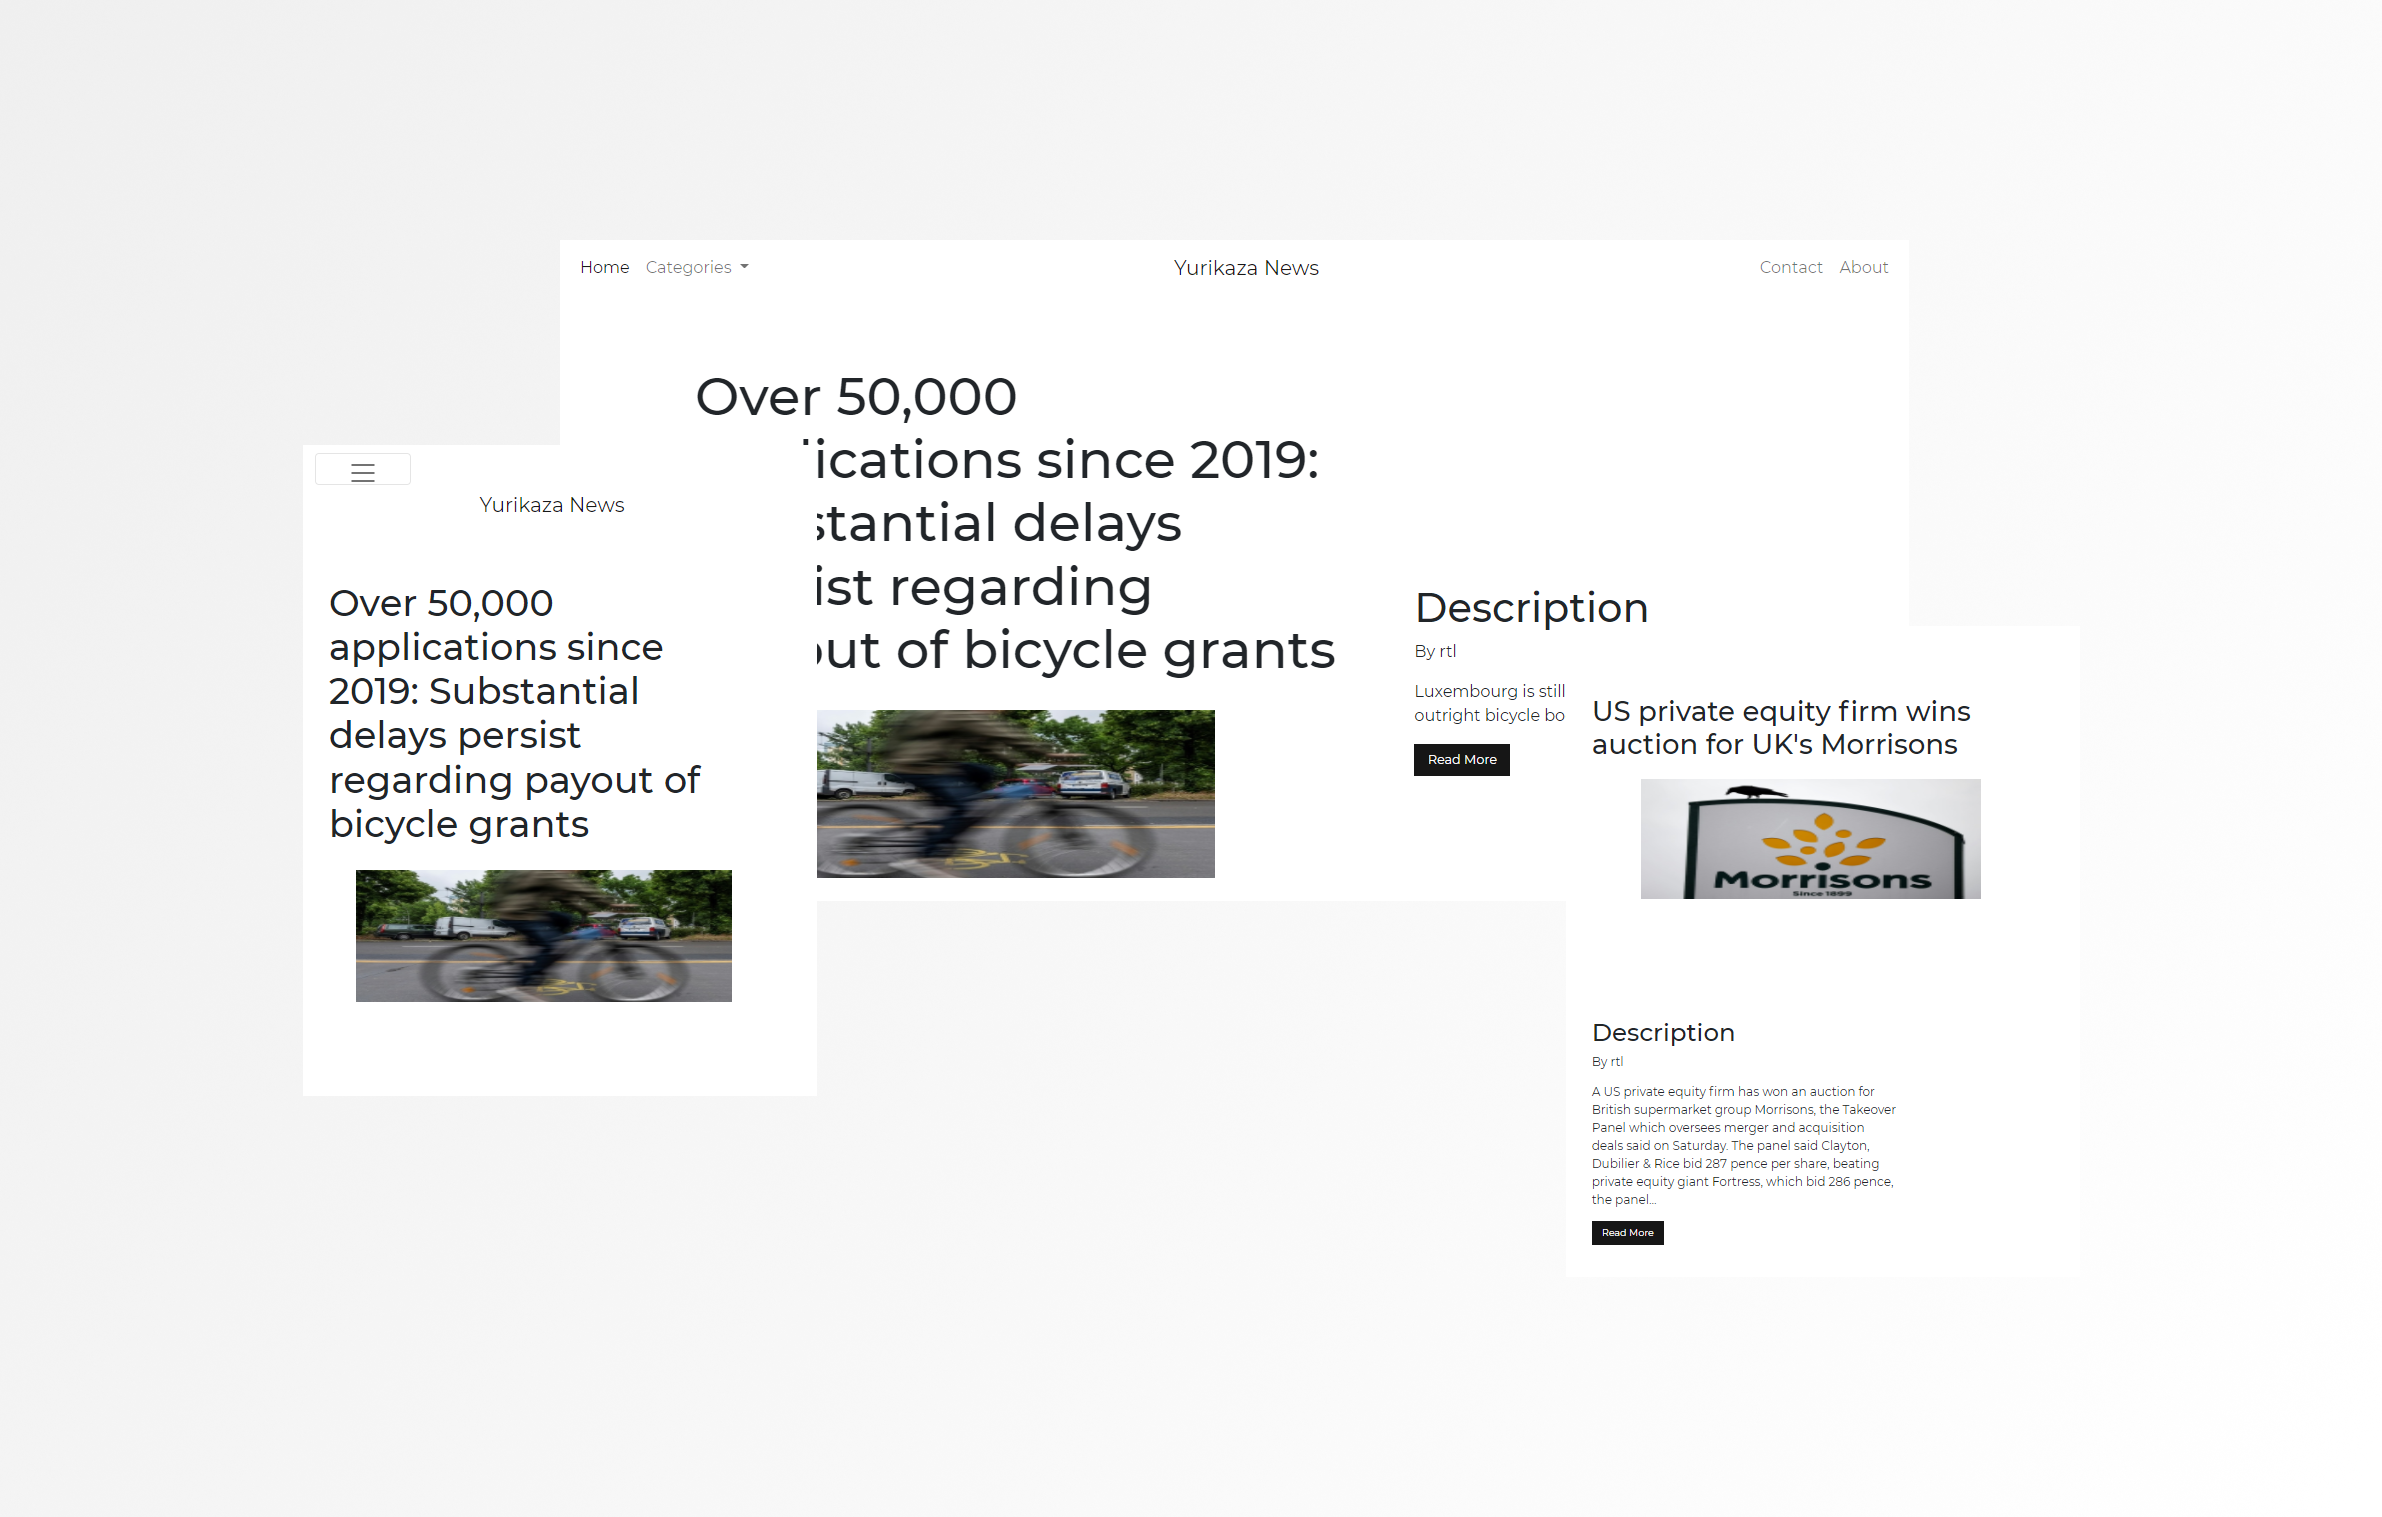 Home Categories
Yurikaza News
Contact About
Over 50,000
ications since 2019:
stantial delays
ist regarding
out of bicycle grants
Description
By rtl
Luxembourg is still
outright bicycle bo
Read More
Yurikaza News
Over 50,000
applications since
2019: Substantial
delays persist
regarding payout of
bicycle grants
US private equity firm wins
auction for UK's Morrisons
Morrisons
Since 1899
Description
By rtl
A US private equity firm has won an auction for
British supermarket group Morrisons, the Takeover
Panel which oversees merger and acquisition
deals said on Saturday. The panel said Clayton,
Dubilier & Rice bid 287 pence per share, beating
private equity giant Fortress, which bid 286 pence,
the panel...
Read More